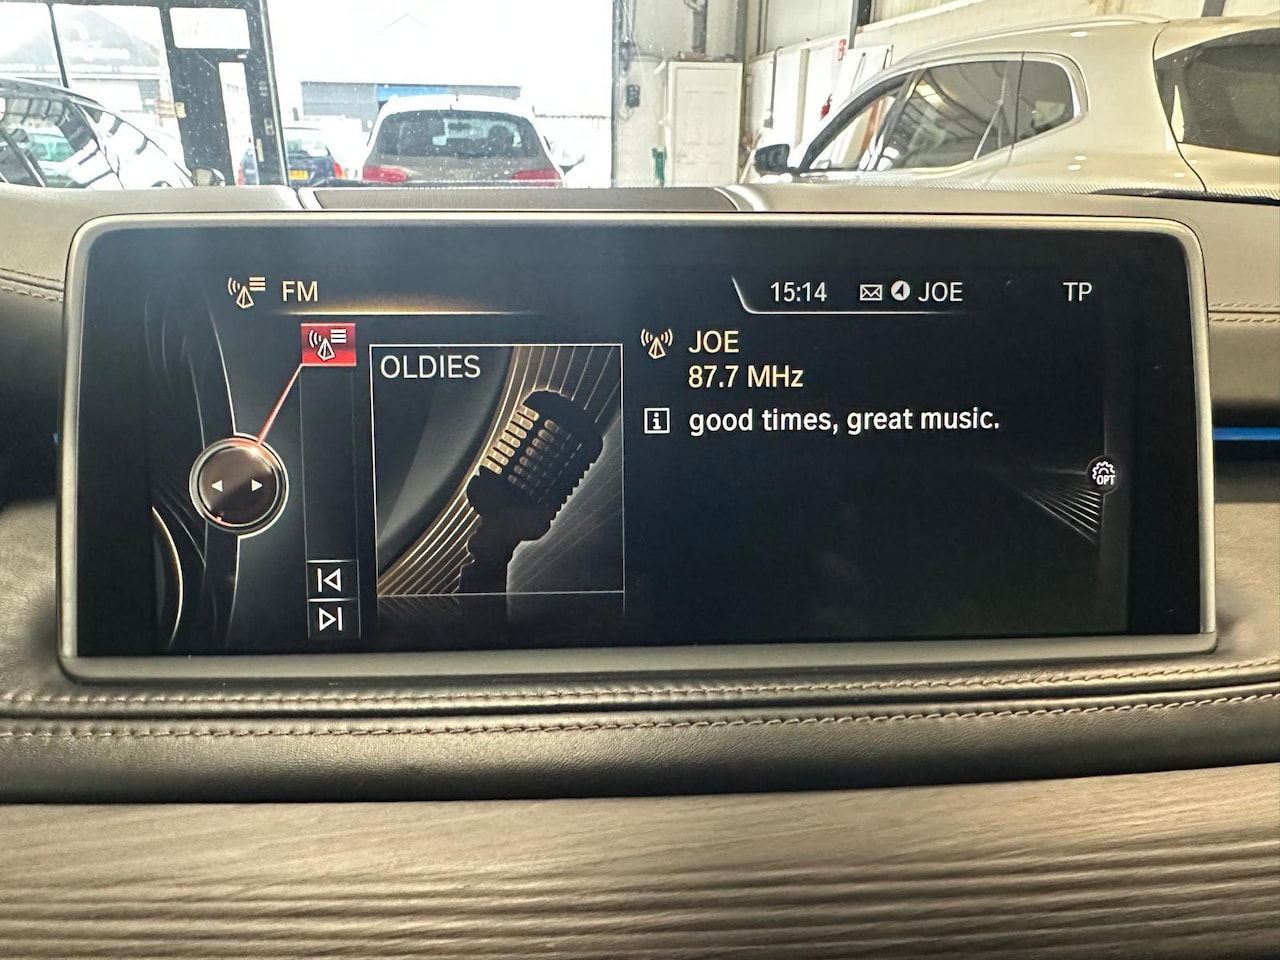 FM
15:14
JOE
TP
OLDIES
JOE
87.7 MHz
good times, great music.
OPT